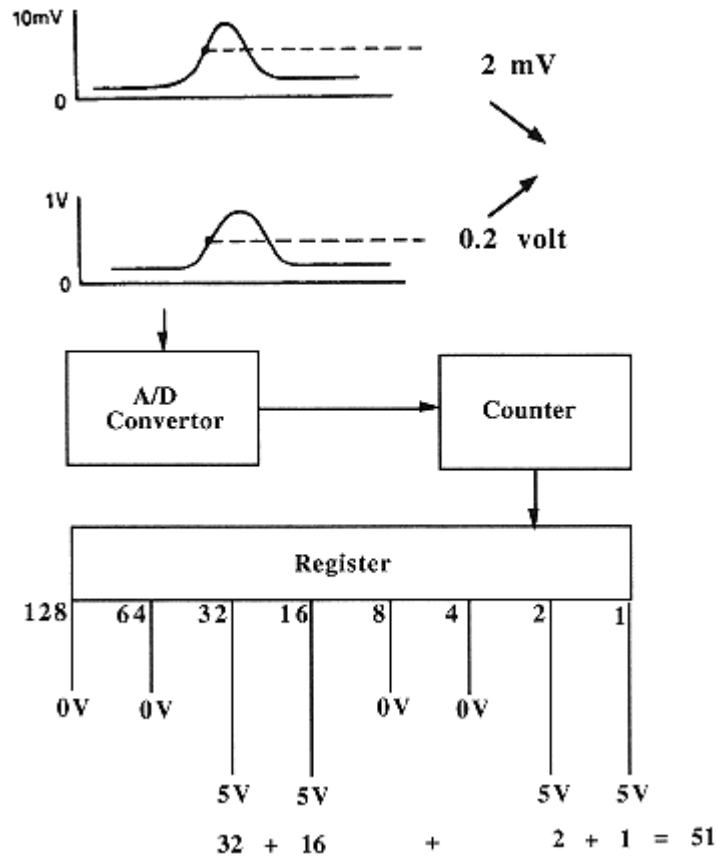 10mV
2 mV
0
1V
0.2 volt
0
A/D
Convertor
Counter
Register
128 64 32 16 8 4 2 1
0V 0V 0V 0V
5V 5V 5V 5V
32 + 16 + 2 + 1 = 51